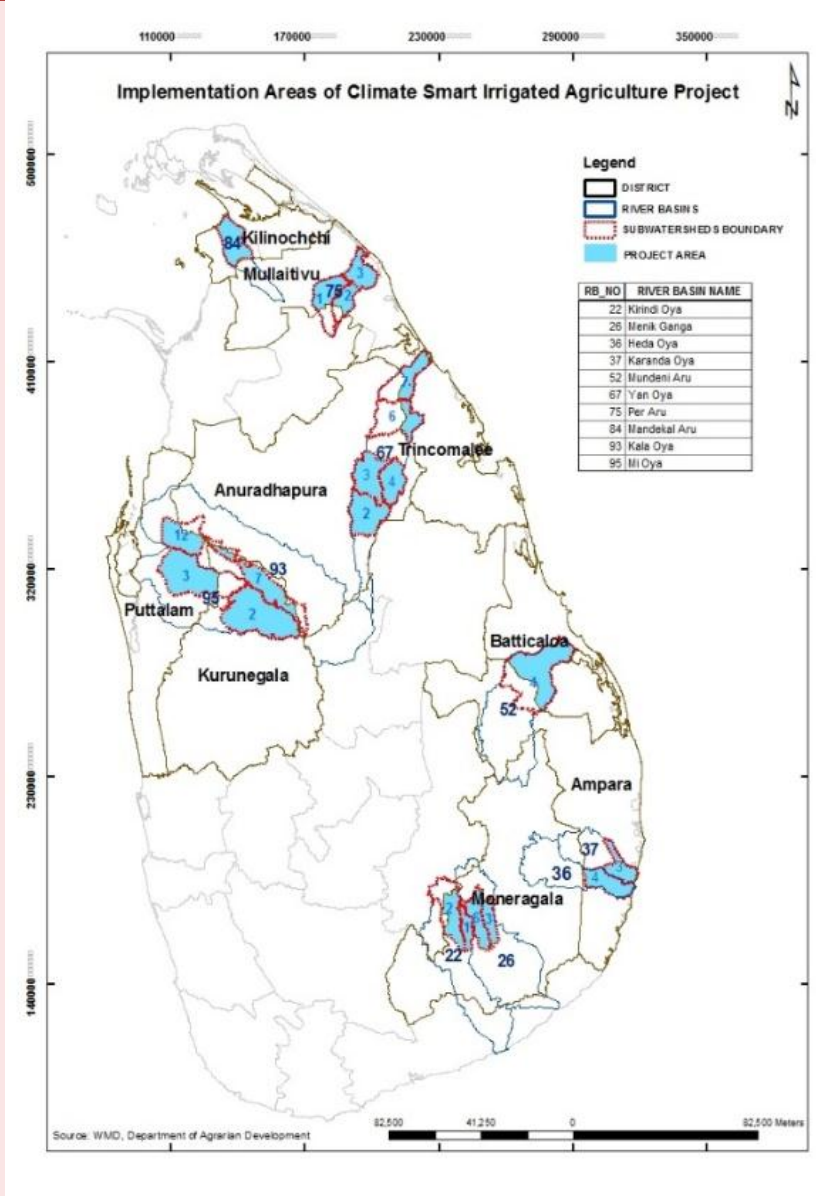 110000 170000 230000 290000 350000
Implementation Areas of Climate Smart Irrigated Agriculture Project
Z
500000
410000
320000
230000
140000
Legend
DISTRICT
RIVER BASINS
SUBWATERSHEDS BOUNDARY
PROJECT AREA
RB_NO RIVER BASIN NAME
22 Kirindi Oya
26 Menik Ganga
36 Heda Oya
37 Karanda Oya
52 Mundeni Aru
67 Yan Oya
75 Per Aru
84 Mandekal Aru
93 Kala Oya
95 Mi Oya
84 Kilinochchi
Mullaitivu
3
75
1 2
6
67 Trincomalee
3 4
2
Anuradhapura
12
93
3 7
95
Puttalam 2
Kurunegala
Batticaloa
4
52
Ampara
37
36 4
Moneragala
2
22
26
82,500 41,250 0 82,500 Meters
Source: WMD, Department of Agrarian Development